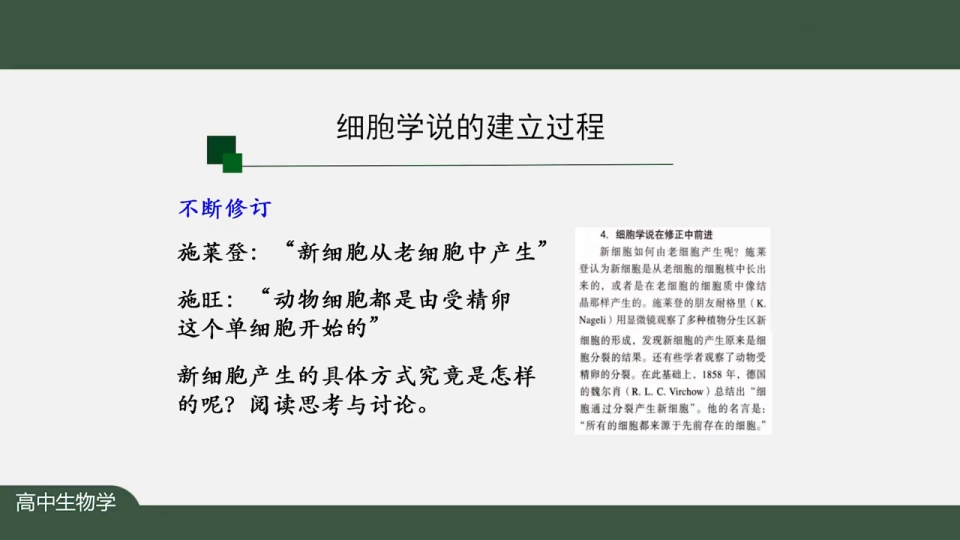 细胞学说的建立过程
不断修订
施莱登：“新细胞从老细胞中产生”
施旺：“动物细胞都是由受精卵
这个单细胞开始的”
新细胞产生的具体方式究竟是怎样
的呢？阅读思考与讨论。
4. 细胞学说在修正中前进
新细胞如何由老细胞产生呢？施莱
登认为新细胞是从老细胞的细胞核中长出
来的，或者是在老细胞的细胞质中像结
晶那样产生的。施莱登的朋友耐格里（K.
Nageli）用显微镜观察了多种植物分生区新
细胞的形成，发现新细胞的产生原来是细
胞分裂的结果。还有些学者观察了动物受
精卵的分裂。在此基础上，1858 年，德国
的魏尔肖（R. L. C. Virchow）总结出“细
胞通过分裂产生新细胞”。他的名言是：
“所有的细胞都来源于先前存在的细胞。”
高中生物学